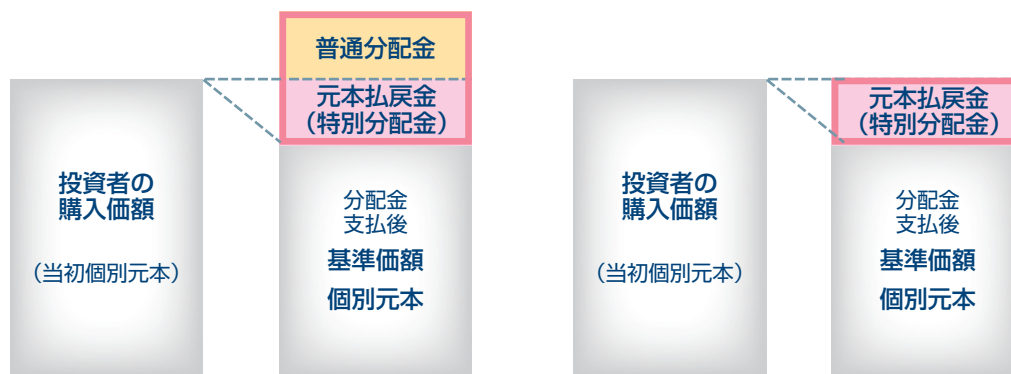 普通分配金
元本払戻金
（特別分配金）
投資者の
購入価額
（当初個別元本）
分配金
支払後
基準価額
個別元本
元本払戻金
（特別分配金）
投資者の
購入価額
（当初個別元本）
分配金
支払後
基準価額
個別元本